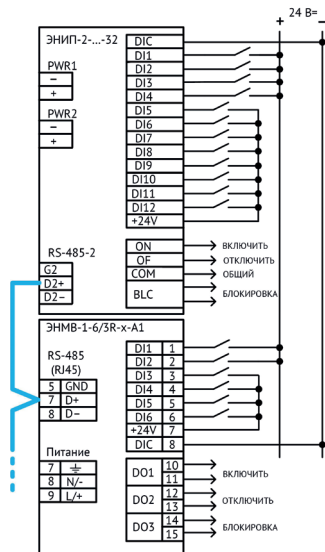 24 В=
+ −
ЭНИП-2-...-32
PWR1
−
+
PWR2
−
+
DIC
DI1
DI2
DI3
DI4
DI5
DI6
DI7
DI8
DI9
DI10
DI11
DI12
+24V
RS-485-2
G2
D2+
D2−
ON ВКЛЮЧИТЬ
OF ОТКЛЮЧИТЬ
COM ОБЩИЙ
BLC БЛОКИРОВКА
ЭНМВ-1-6/3R-х-А1
RS-485
(RJ45)
5 GND
7 D+
8 D−
DI1 1
DI2 2
DI3 3
DI4 4
DI5 5
DI6 6
+24V 7
DIC 8
Питание
7
8 N/-
9 L/+
DO1 10 11 ВКЛЮЧИТЬ
DO2 12 13 ОТКЛЮЧИТЬ
DO3 14 15 БЛОКИРОВКА